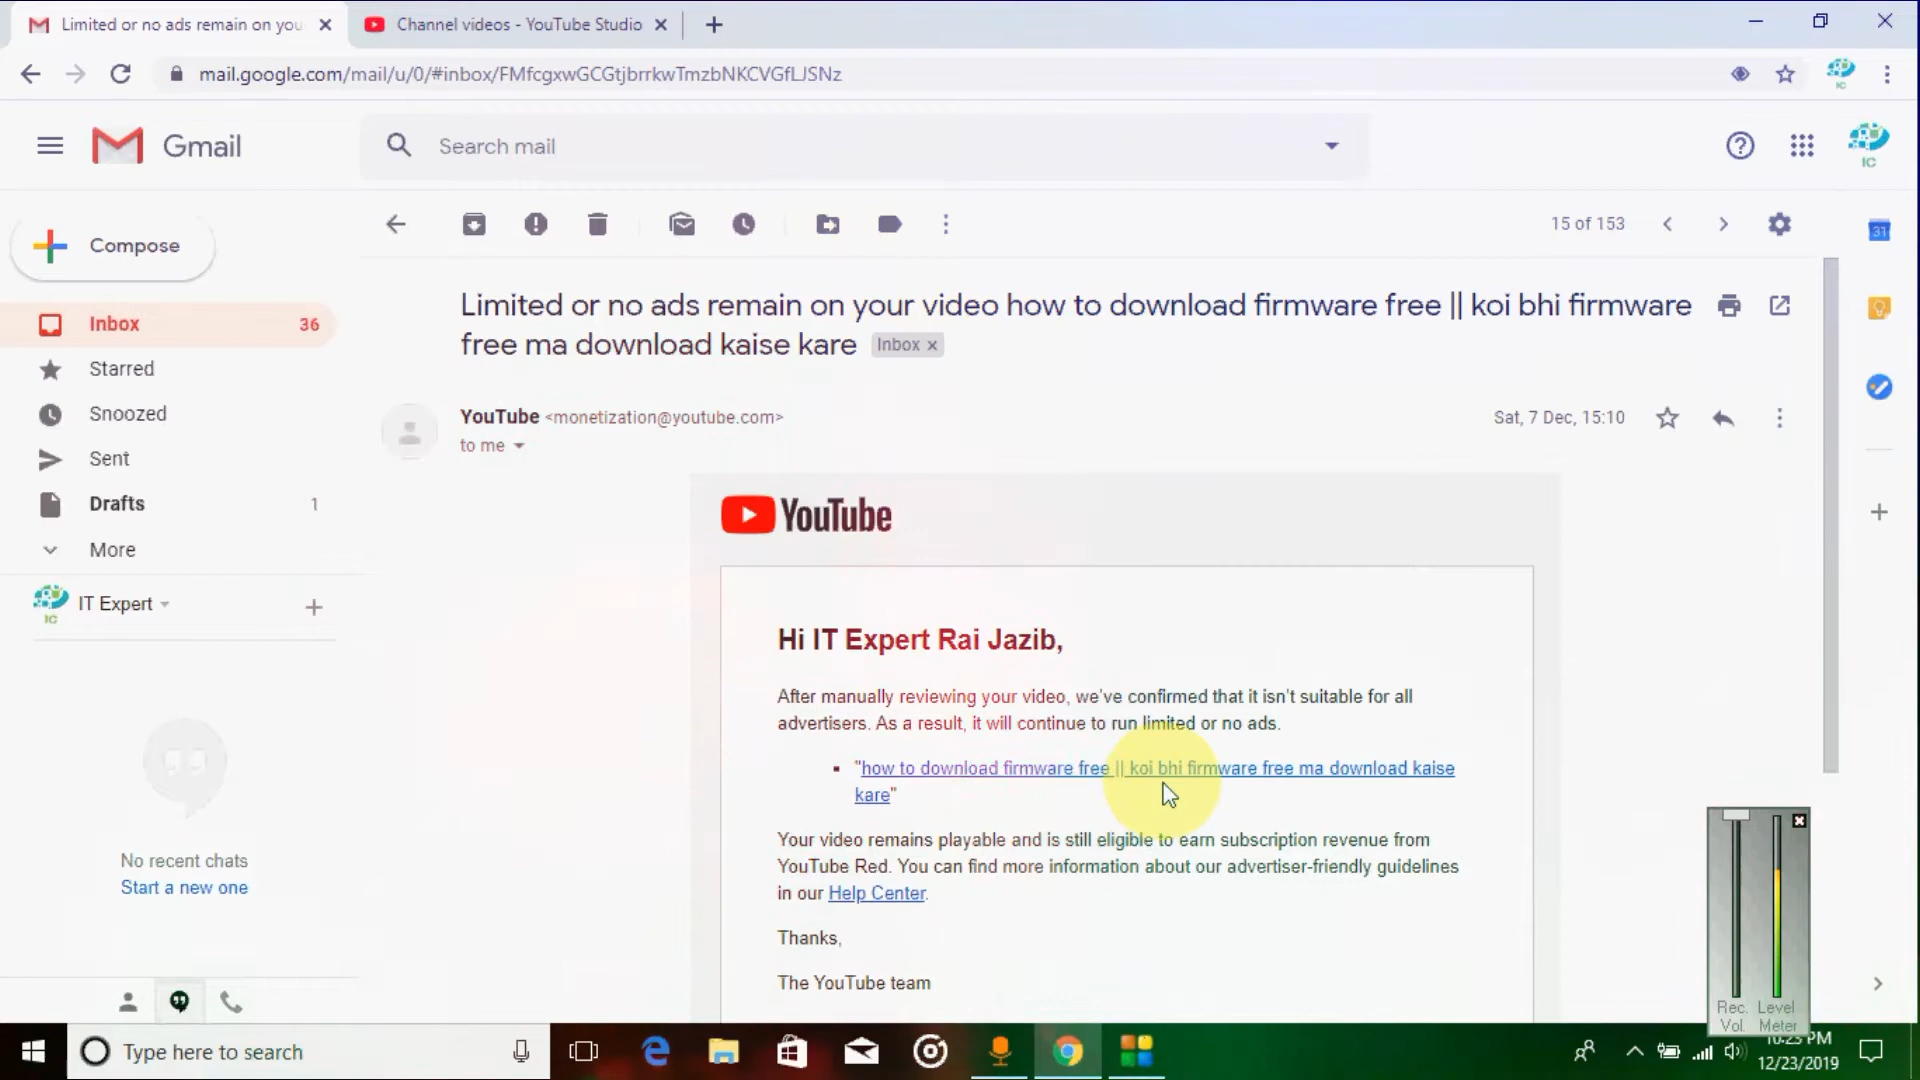 Limited or no ads remain on you
Channel videos - YouTube Studio
mail.google.com/mail/u/0/#inbox/FMfcgxwGCGtjbrrkwTmzbNKCVGfLJSNz
IC
Gmail
Search mail
IC
Compose
15 of 153
31
Inbox 36
Starred
Snoozed
Sent
Drafts 1
More
IT Expert
IC
No recent chats
Start a new one
Limited or no ads remain on your video how to download firmware free || koi bhi firmware
free ma download kaise kare Inbox x
YouTube <monetization@youtube.com>
Sat, 7 Dec, 15:10
to me
YouTube
Hi IT Expert Rai Jazib,
After manually reviewing your video, we've confirmed that it isn't suitable for all
advertisers. As a result, it will continue to run limited or no ads.
"how to download firmware free || koi bhi firmware free ma download kaise
kare"
Your video remains playable and is still eligible to earn subscription revenue from
YouTube Red. You can find more information about our advertiser-friendly guidelines
in our Help Center.
Thanks,
The YouTube team
Rec. Level
Vol. Meter
Type here to search
10:23 PM
12/23/2019